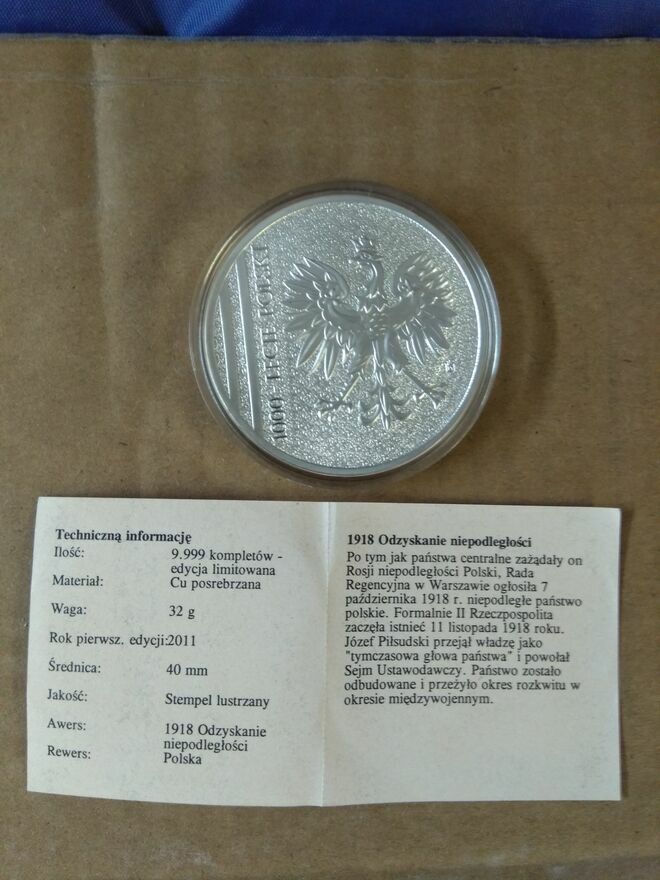 1000 LECIE POLSKI
Techniczną informację
Ilość: 9.999 kompletów -
edycja limitowana
Materiał: Cu posrebrzana
Waga: 32 g
Rok pierwsz. edycji:2011
Średnica: 40 mm
Jakość: Stempel lustrzany
Awers: 1918 Odzyskanie
niepodległości
Rewers: Polska
1918 Odzyskanie niepodległości
Po tym jak państwa centralne zażądały on
Rosji niepodległości Polski, Rada
Regencyjna w Warszawie ogłosiła 7
października 1918 r. niepodległe państwo
polskie. Formalnie II Rzeczpospolita
zaczęła istnieć 11 listopada 1918 roku.
Józef Piłsudski przejął władzę jako
"tymczasowa głowa państwa" i powołał
Sejm Ustawodawczy. Państwo zostało
odbudowane i przeżyło okres rozkwitu w
okresie międzywojennym.